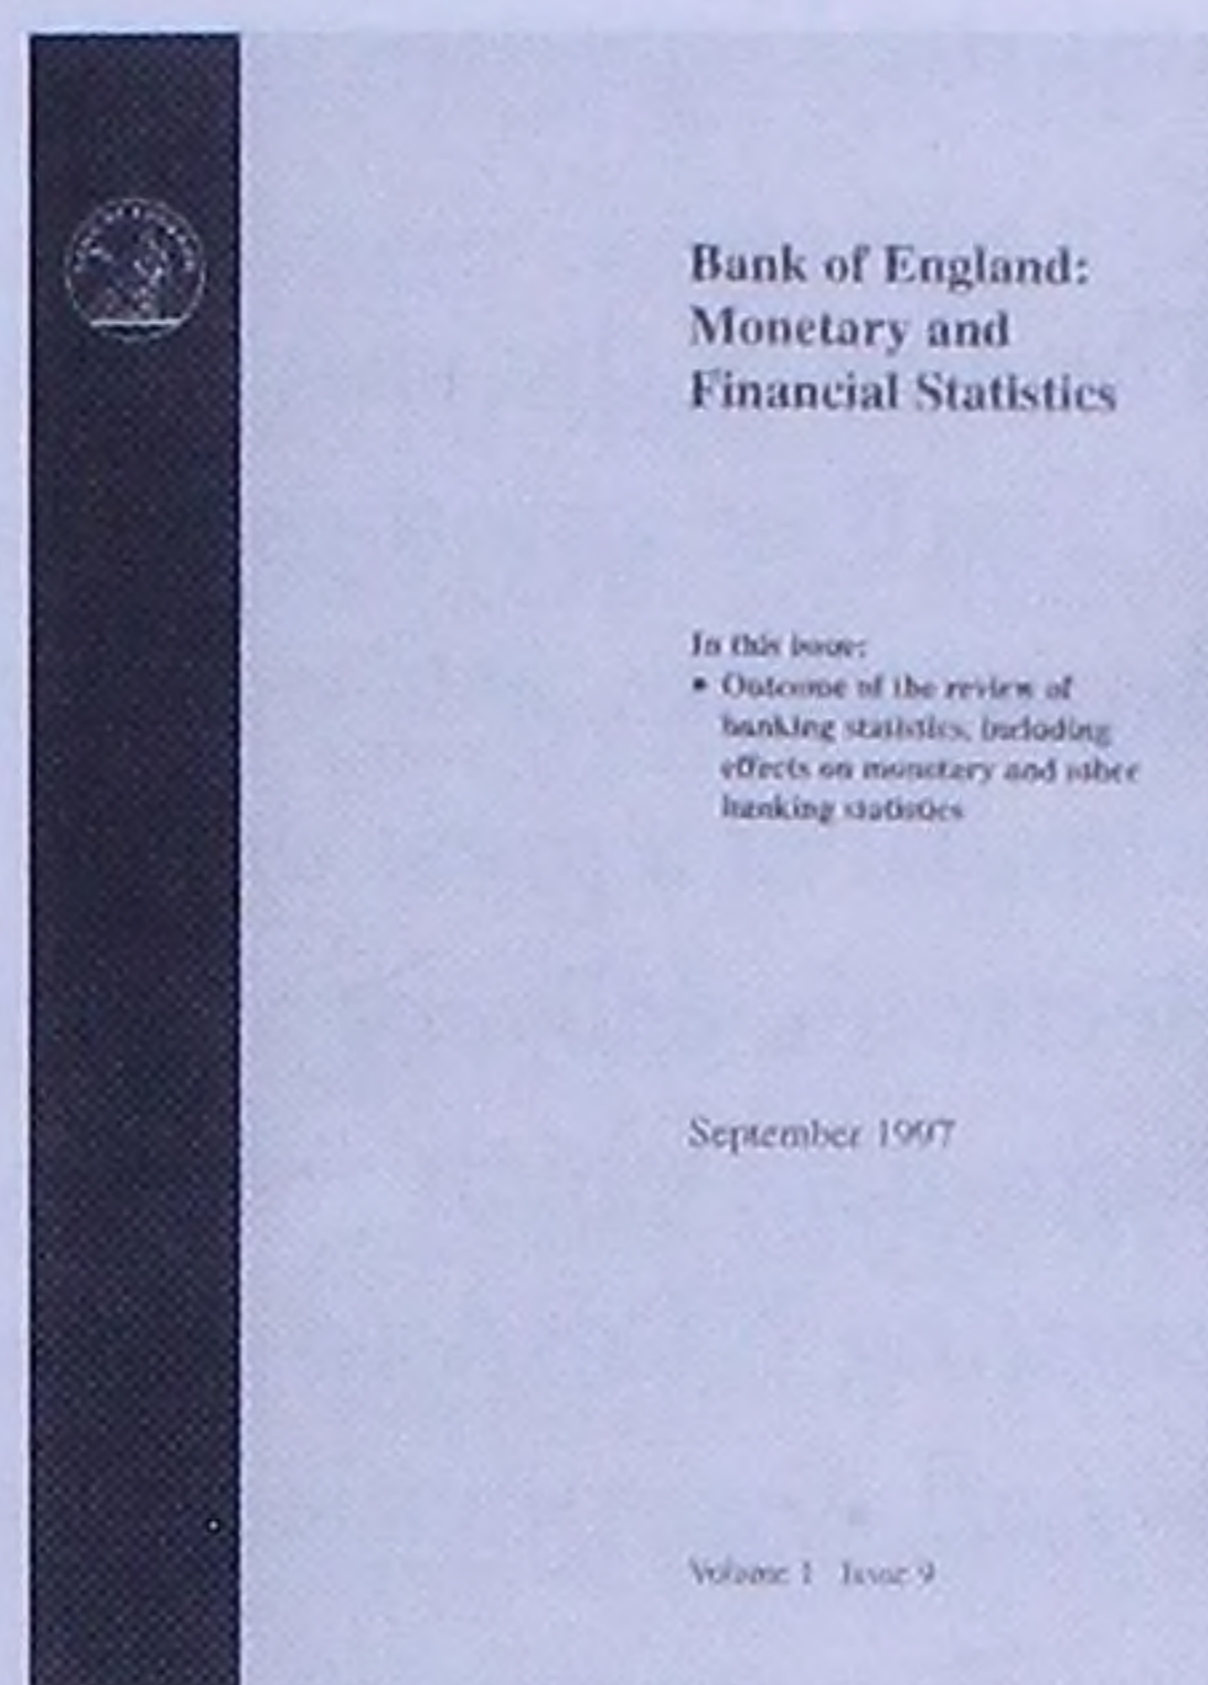 Bank of England:
Monetary and
Financial Statistics
In this issue:
• Outcome of the review of
banking statistics, including
effects on monetary and other
banking statistics
September 1997
Volume 1 Issue 9